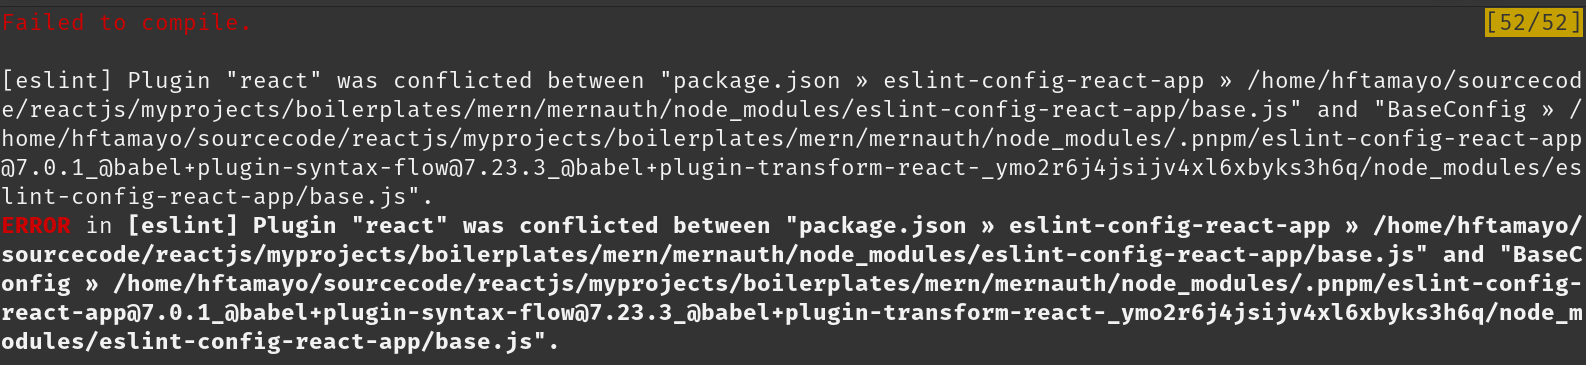 Failed to compile. [52/52]
[eslint] Plugin "react" was conflicted between "package.json » eslint-config-react-app » /home/hftamayo/sourcecod
e/reactjs/myprojects/boilerplates/mern/mernauth/node_modules/eslint-config-react-app/base.js" and "BaseConfig » /
home/hftamayo/sourcecode/reactjs/myprojects/boilerplates/mern/mernauth/node_modules/.pnpm/eslint-config-react-app
@7.0.1_@babel+plugin-syntax-flow@7.23.3_@babel+plugin-transform-react-_ymo2r6j4jsijv4xl6xbyks3h6q/node_modules/es
lint-config-react-app/base.js".
ERROR in [eslint] Plugin "react" was conflicted between "package.json » eslint-config-react-app » /home/hftamayo/
sourcecode/reactjs/myprojects/boilerplates/mern/mernauth/node_modules/eslint-config-react-app/base.js" and "BaseC
onfig » /home/hftamayo/sourcecode/reactjs/myprojects/boilerplates/mern/mernauth/node_modules/.pnpm/eslint-config-
react-app@7.0.1_@babel+plugin-syntax-flow@7.23.3_@babel+plugin-transform-react-_ymo2r6j4jsijv4xl6xbyks3h6q/node_m
odules/eslint-config-react-app/base.js".